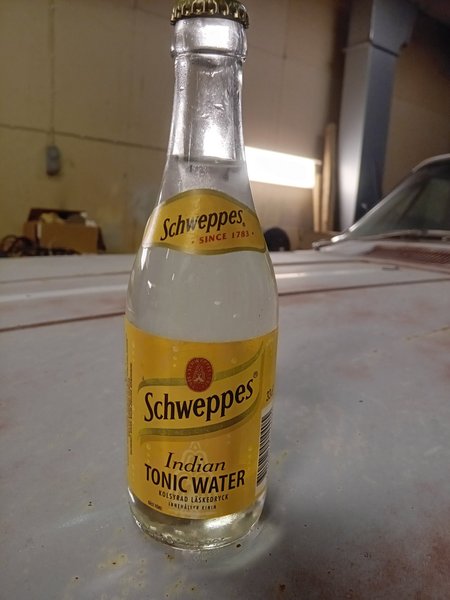 Schweppes
SINCE 1783
Schweppes
Indian
TONIC WATER
KOLSYRAD LÄSKEDRYCK
INNEHÅLLER KININ